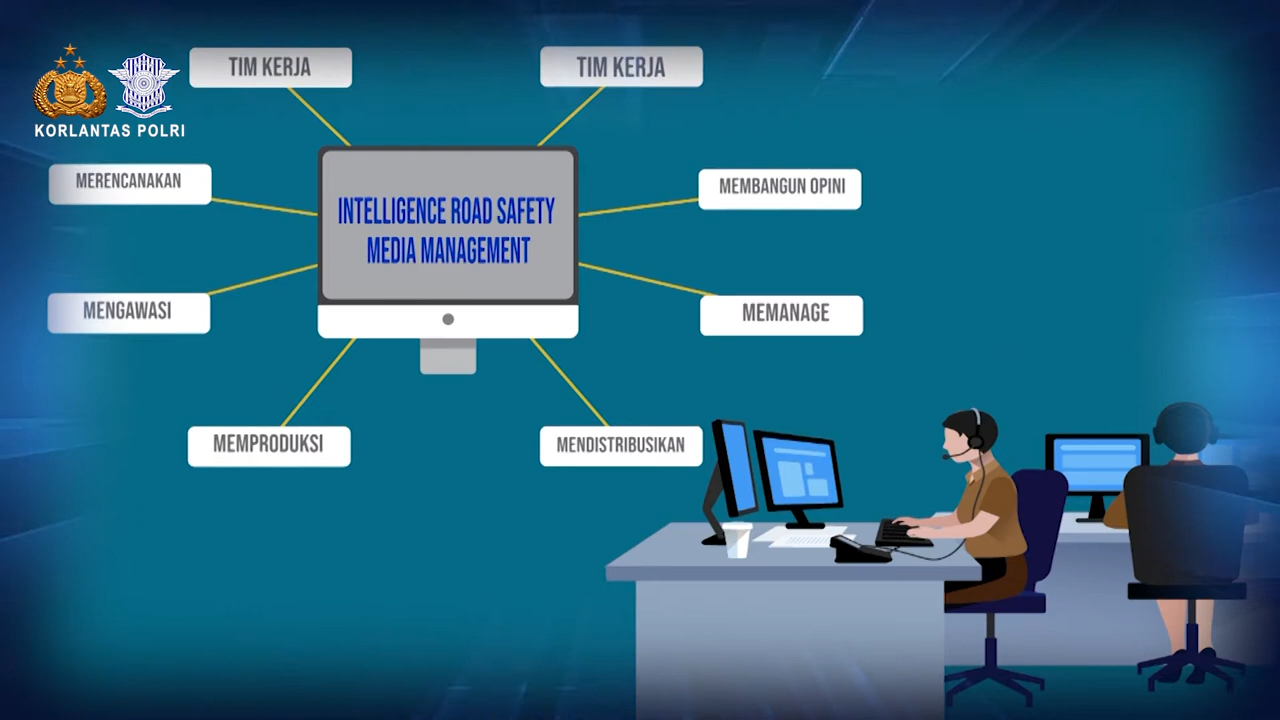 TIM KERJA
TIM KERJA
KORLANTAS POLRI
MERENCANAKAN
MEMBANGUN OPINI
INTELLIGENCE ROAD SAFETY
MEDIA MANAGEMENT
MENGAWASI
MEMANAGE
MEMPRODUKSI
MENDISTRIBUSIKAN